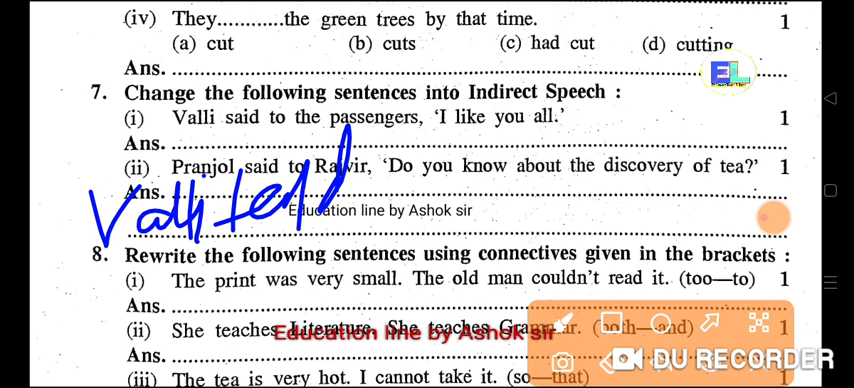 (iv) They............the green trees by that time. 1
(a) cut (b) cuts (c) had cut (d) cutting
Ans. ............................................................
EL
7. Change the following sentences into Indirect Speech :
(i) Valli said to the passengers, 'I like you all.' 1
Ans. ............................................................
(ii) Pranjol said to Rajvir, 'Do you know about the discovery of tea?' 1
Ans. ............................................................
Valli
Education line by Ashok sir
8. Rewrite the following sentences using connectives given in the brackets :
(i) The print was very small. The old man couldn't read it. (too—to) 1
Ans. ............................................................
(ii) She teaches Literature. She teaches Grammar. (both—and) 1
Education line by Ashok sir
Ans. ............................................................
DU RECORDER
(iii) The tea is very hot. I cannot take it. (so—that) 1